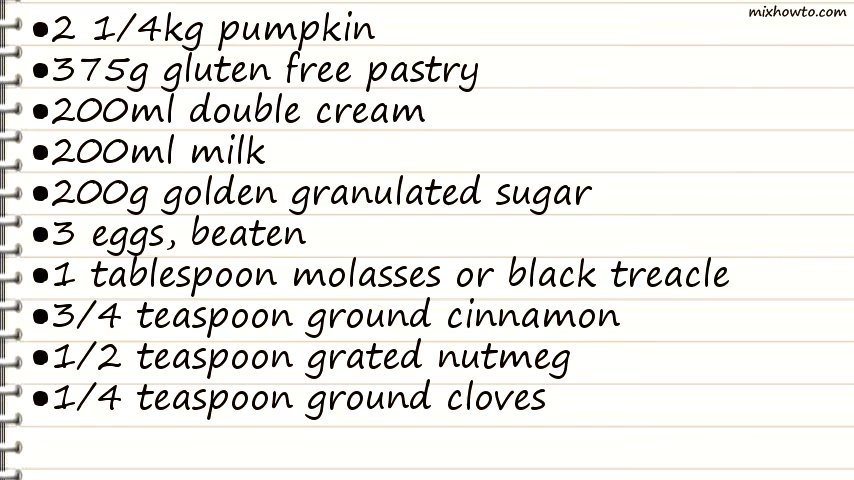 mixhowto.com
•2 1/4kg pumpkin
•375g gluten free pastry
•200ml double cream
•200ml milk
•200g golden granulated sugar
•3 eggs, beaten
•1 tablespoon molasses or black treacle
•3/4 teaspoon ground cinnamon
•1/2 teaspoon grated nutmeg
•1/4 teaspoon ground cloves